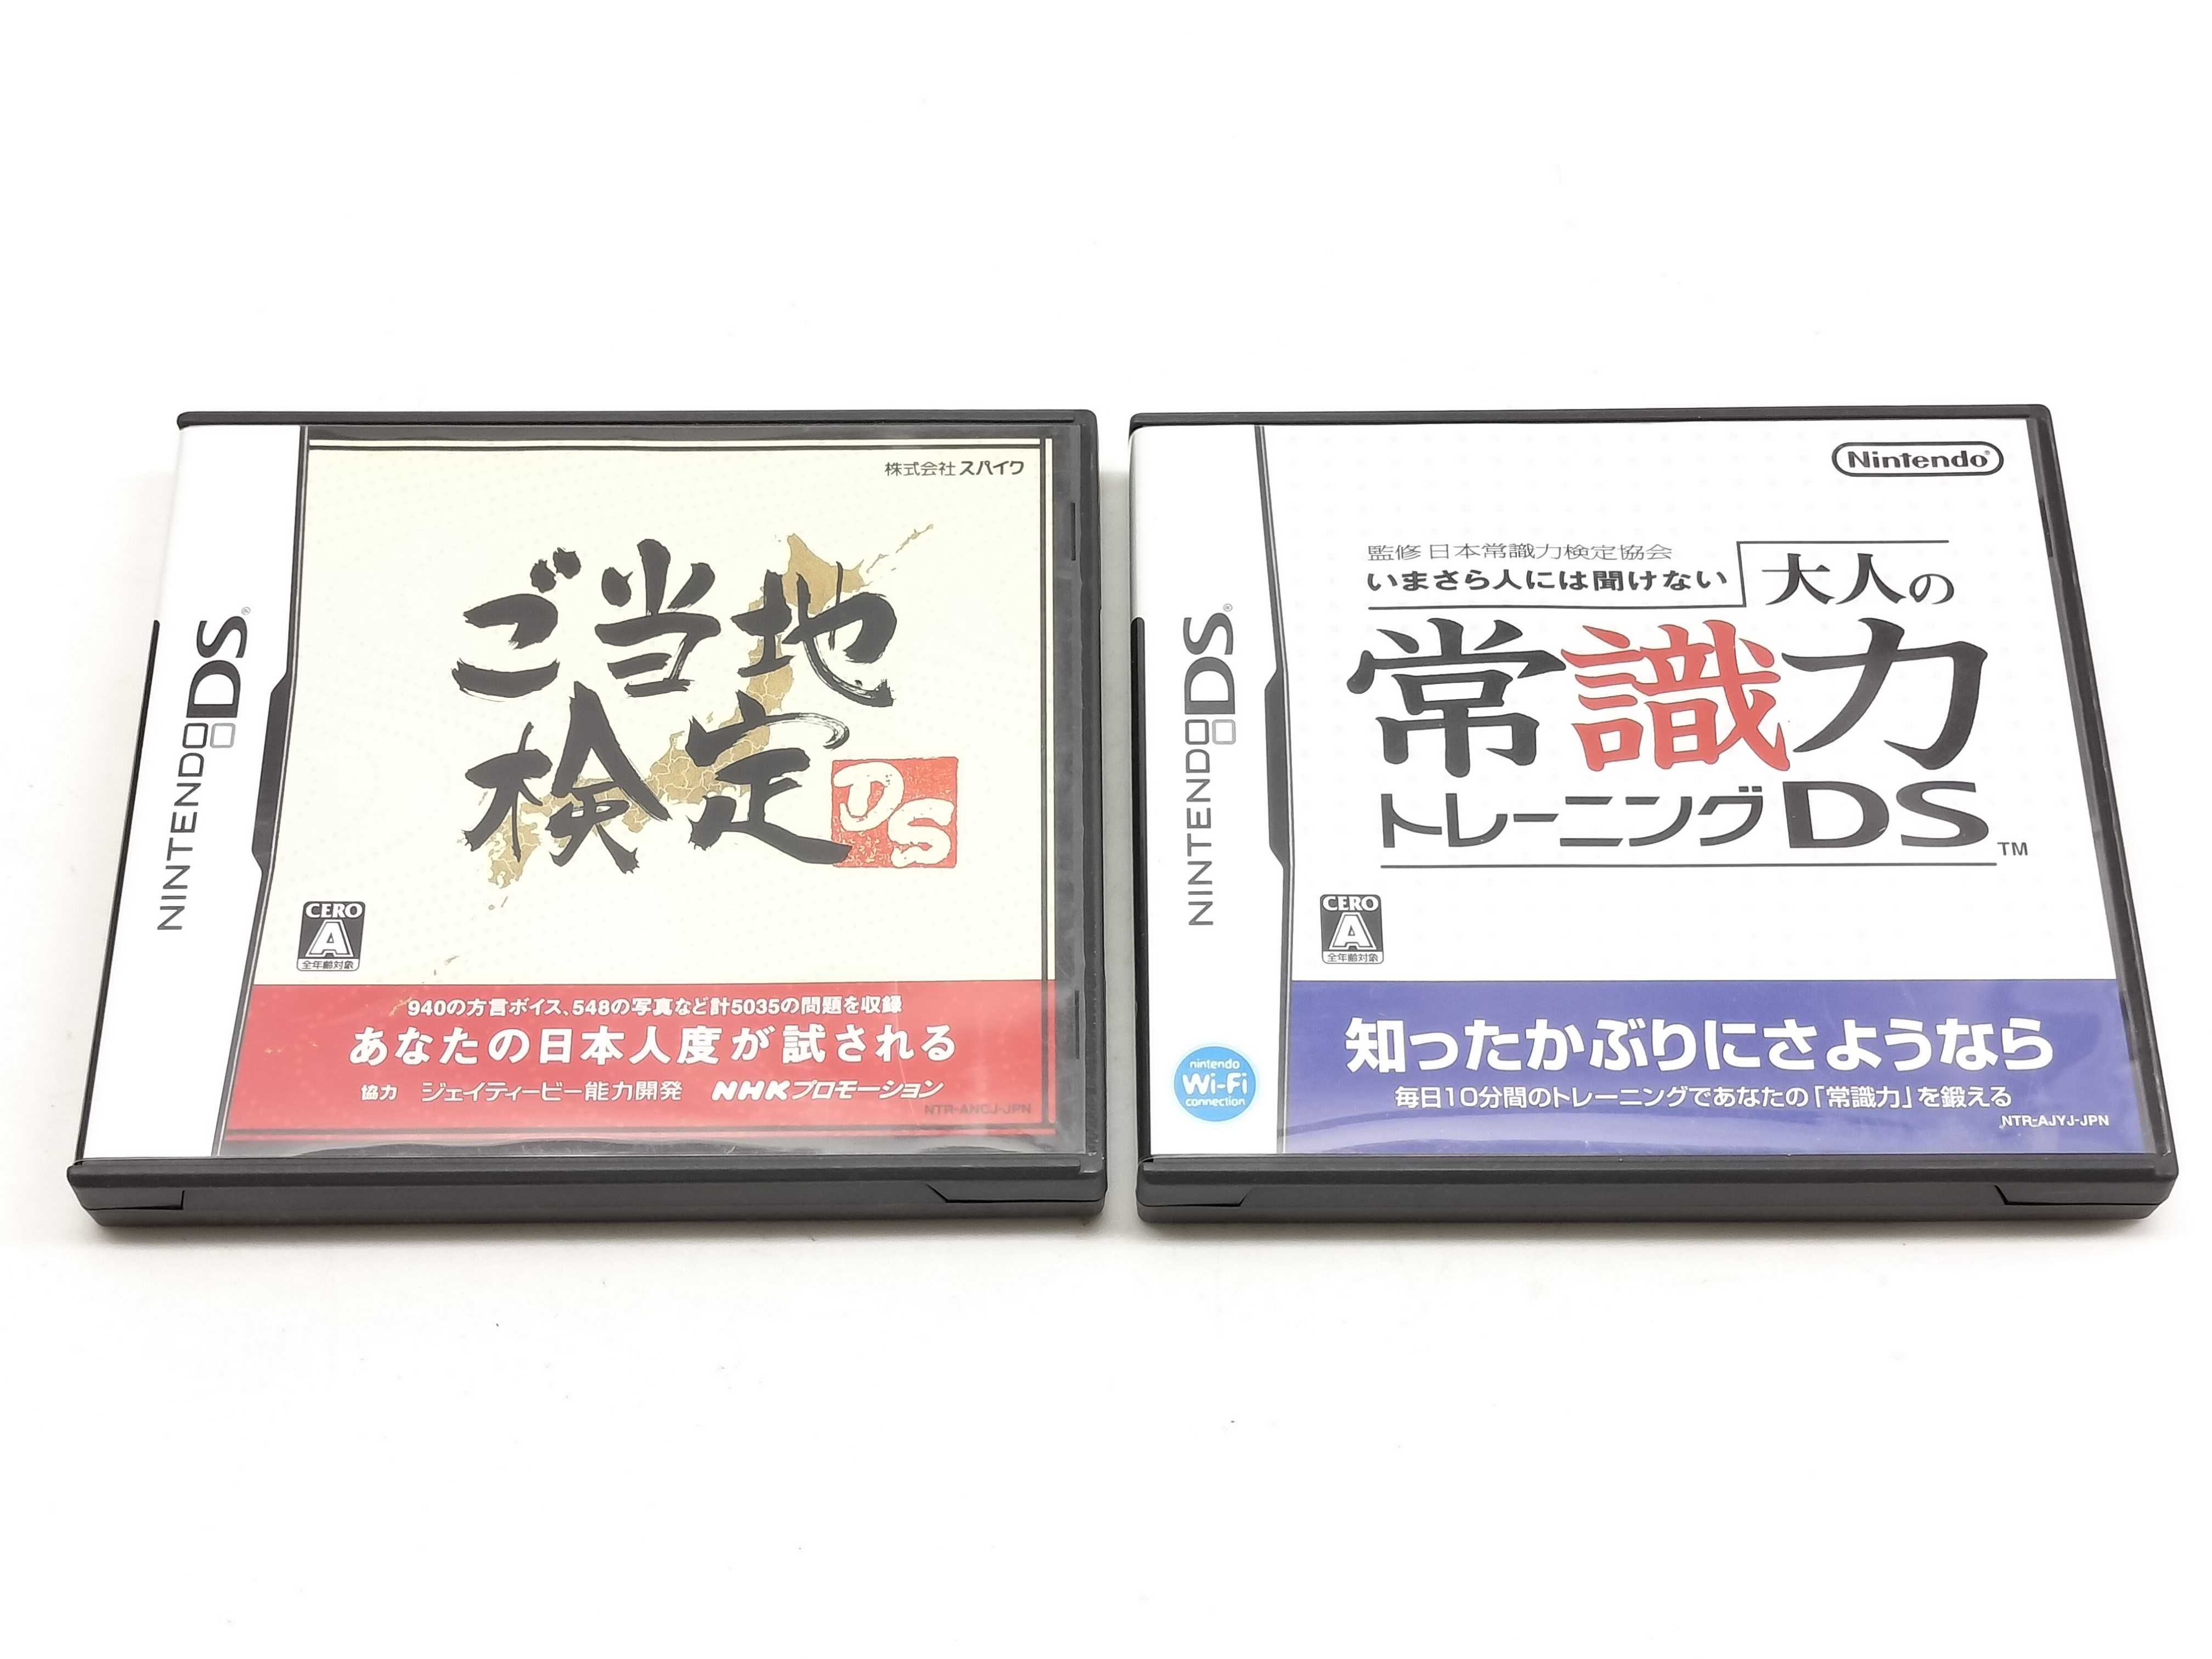 NINTENDO DS®
株式会社スパイク
ご当地
検定
DS
CERO
A
全年齢対象
940の方言ボイス、548の写真など計5035の問題を収録
あなたの日本人度が試される
協力 ジェイティービー能力開発 NHKプロモーション
NTR-ANCJ-JPN
NINTENDO DS®
Nintendo®
監修 日本常識力検定協会
いまさら人には聞けない
大人の
常識力
トレーニングDS™
CERO
A
全年齢対象
nintendo
Wi-Fi
connection
知ったかぶりにさようなら
毎日10分間のトレーニングであなたの「常識力」を鍛える
NTR-AJYJ-JPN